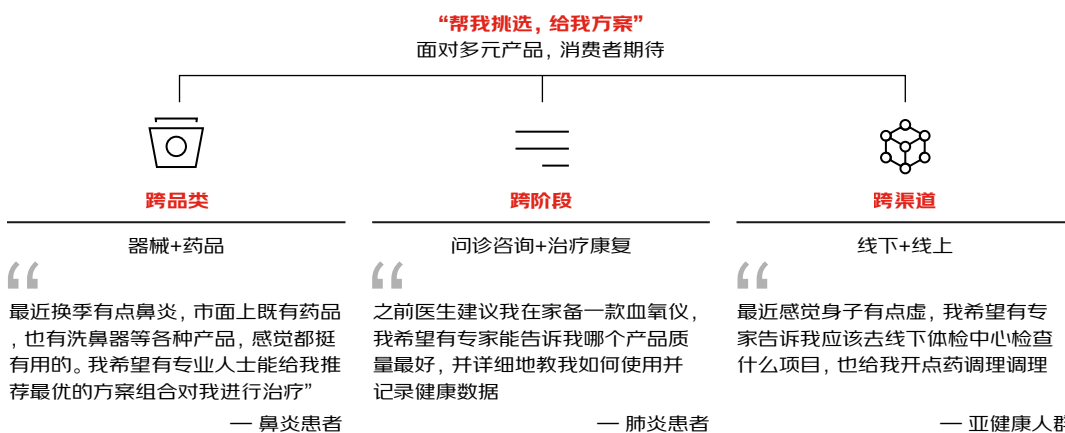 “帮我挑选，给我方案”
面对多元产品，消费者期待
跨品类
器械+药品
“
最近换季有点鼻炎，市面上既有药品
，也有洗鼻器等各种产品，感觉都挺
有用的。我希望有专业人士能给我推
荐最优的方案组合对我进行治疗”
— 鼻炎患者
跨阶段
问诊咨询+治疗康复
“
之前医生建议我在家备一款血氧仪，
我希望有专家能告诉我哪个产品质
量最好，并详细地教我如何使用并
记录健康数据
— 肺炎患者
跨渠道
线下+线上
“
最近感觉身子有点虚，我希望有专
家告诉我应该去线下体检中心检查
什么项目，也给我开点药调理调理
— 亚健康人群